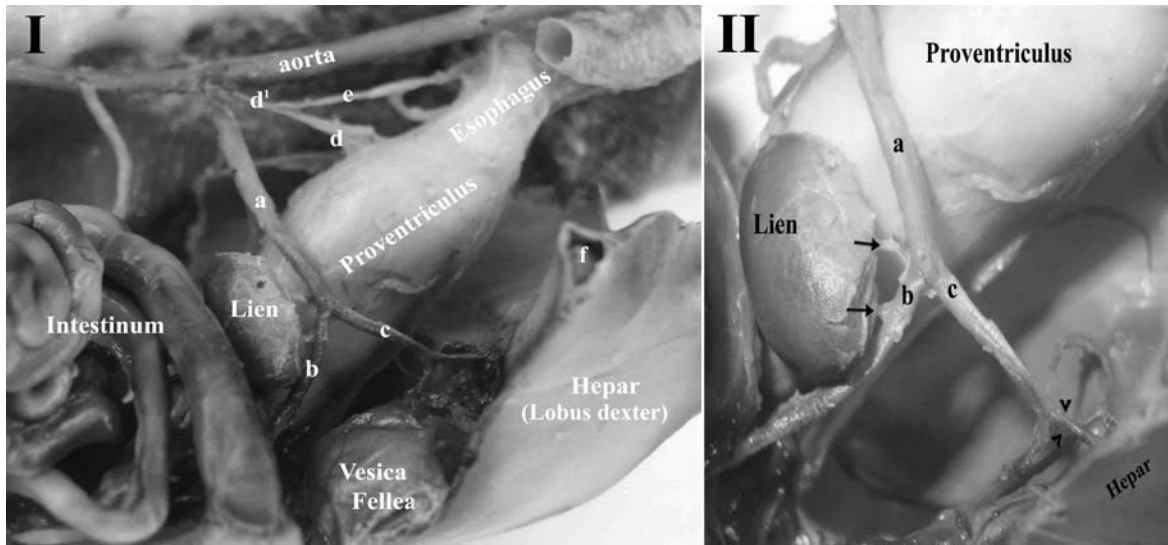 I
aorta
d¹
e
Esophagus
d
a
Proventriculus
f
Lien
Intestinum
c
b
Hepar
(Lobus dexter)
Vesica
Fellea
II
Proventriculus
a
Lien
b
c
Hepar